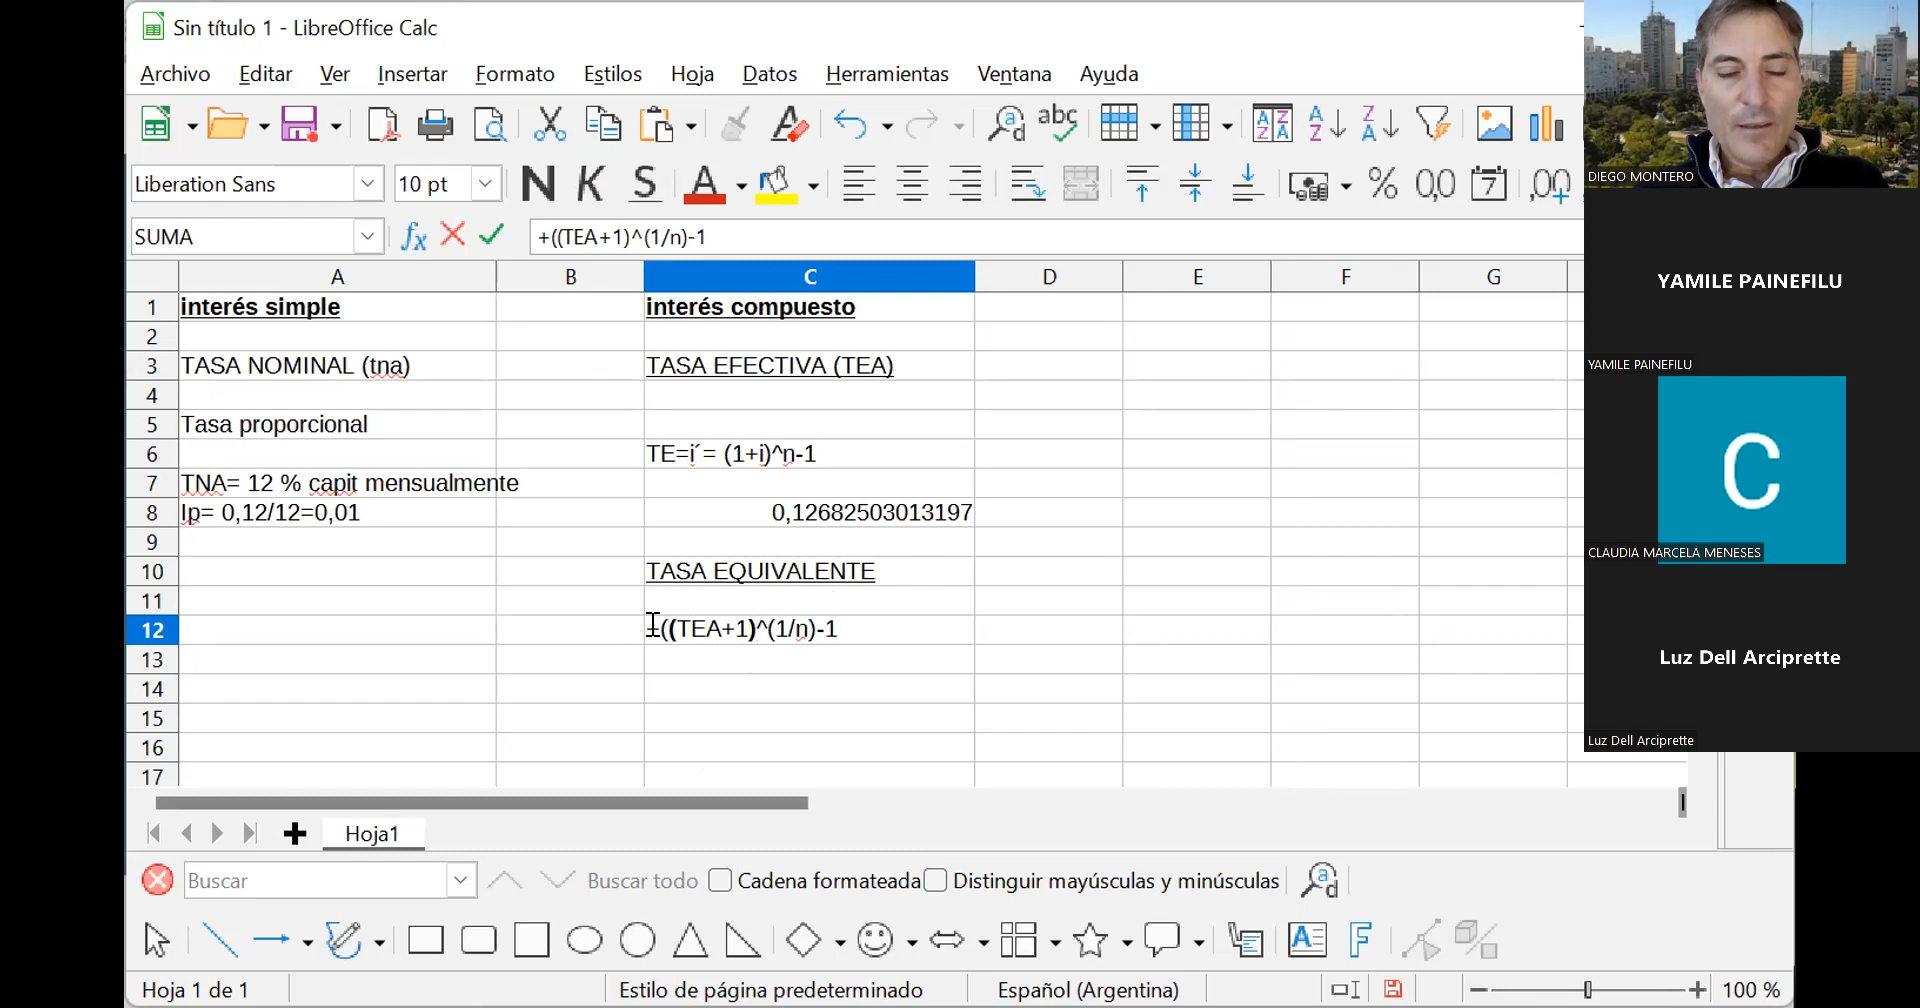 Sin título 1 - LibreOffice Calc
Archivo Editar Ver Insertar Formato Estilos Hoja Datos Herramientas Ventana Ayuda
Liberation Sans 10 pt N K S
SUMA +((TEA+1)^(1/n)-1
A B C D E F G
1 interés simple interés compuesto
2
3 TASA NOMINAL (tna) TASA EFECTIVA (TEA)
4
5 Tasa proporcional
6 TE=i´= (1+i)^n-1
7 TNA= 12 % capit mensualmente
8 Ip= 0,12/12=0,01 0,12682503013197
9
10 TASA EQUIVALENTE
11
12 +((TEA+1)^(1/n)-1
13
14
15
16
17
Hoja1
Buscar Buscar todo Cadena formateada Distinguir mayúsculas y minúsculas
Hoja 1 de 1 Estilo de página predeterminado Español (Argentina) 100 %
DIEGO MONTERO
YAMILE PAINEFILU
YAMILE PAINEFILU
C
CLAUDIA MARCELA MENESES
Luz Dell Arciprette
Luz Dell Arciprette